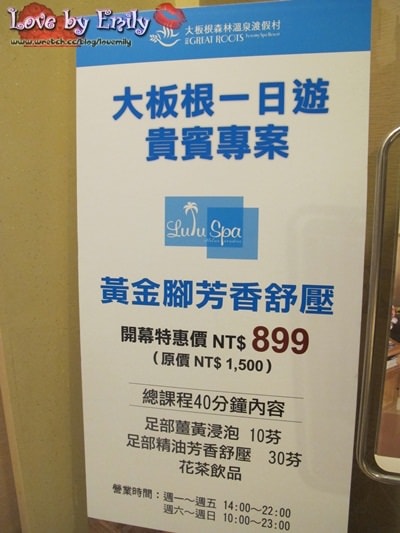 Love by Emily
www.wretch.cc/blog/lovemily
大板根森林溫泉渡假村
THE GREAT ROOTS Forestry Spa Resort
大板根一日遊
貴賓專案
Lulu Spa
黃金腳芳香舒壓
開幕特惠價 NT$ 899
（原價 NT$ 1,500）
總課程40分鐘內容
足部薑黃浸泡 10芬
足部精油芳香舒壓 30芬
花茶飲品
營業時間：週一～週五 14:00～22:00
週六～週日 10:00～23:00